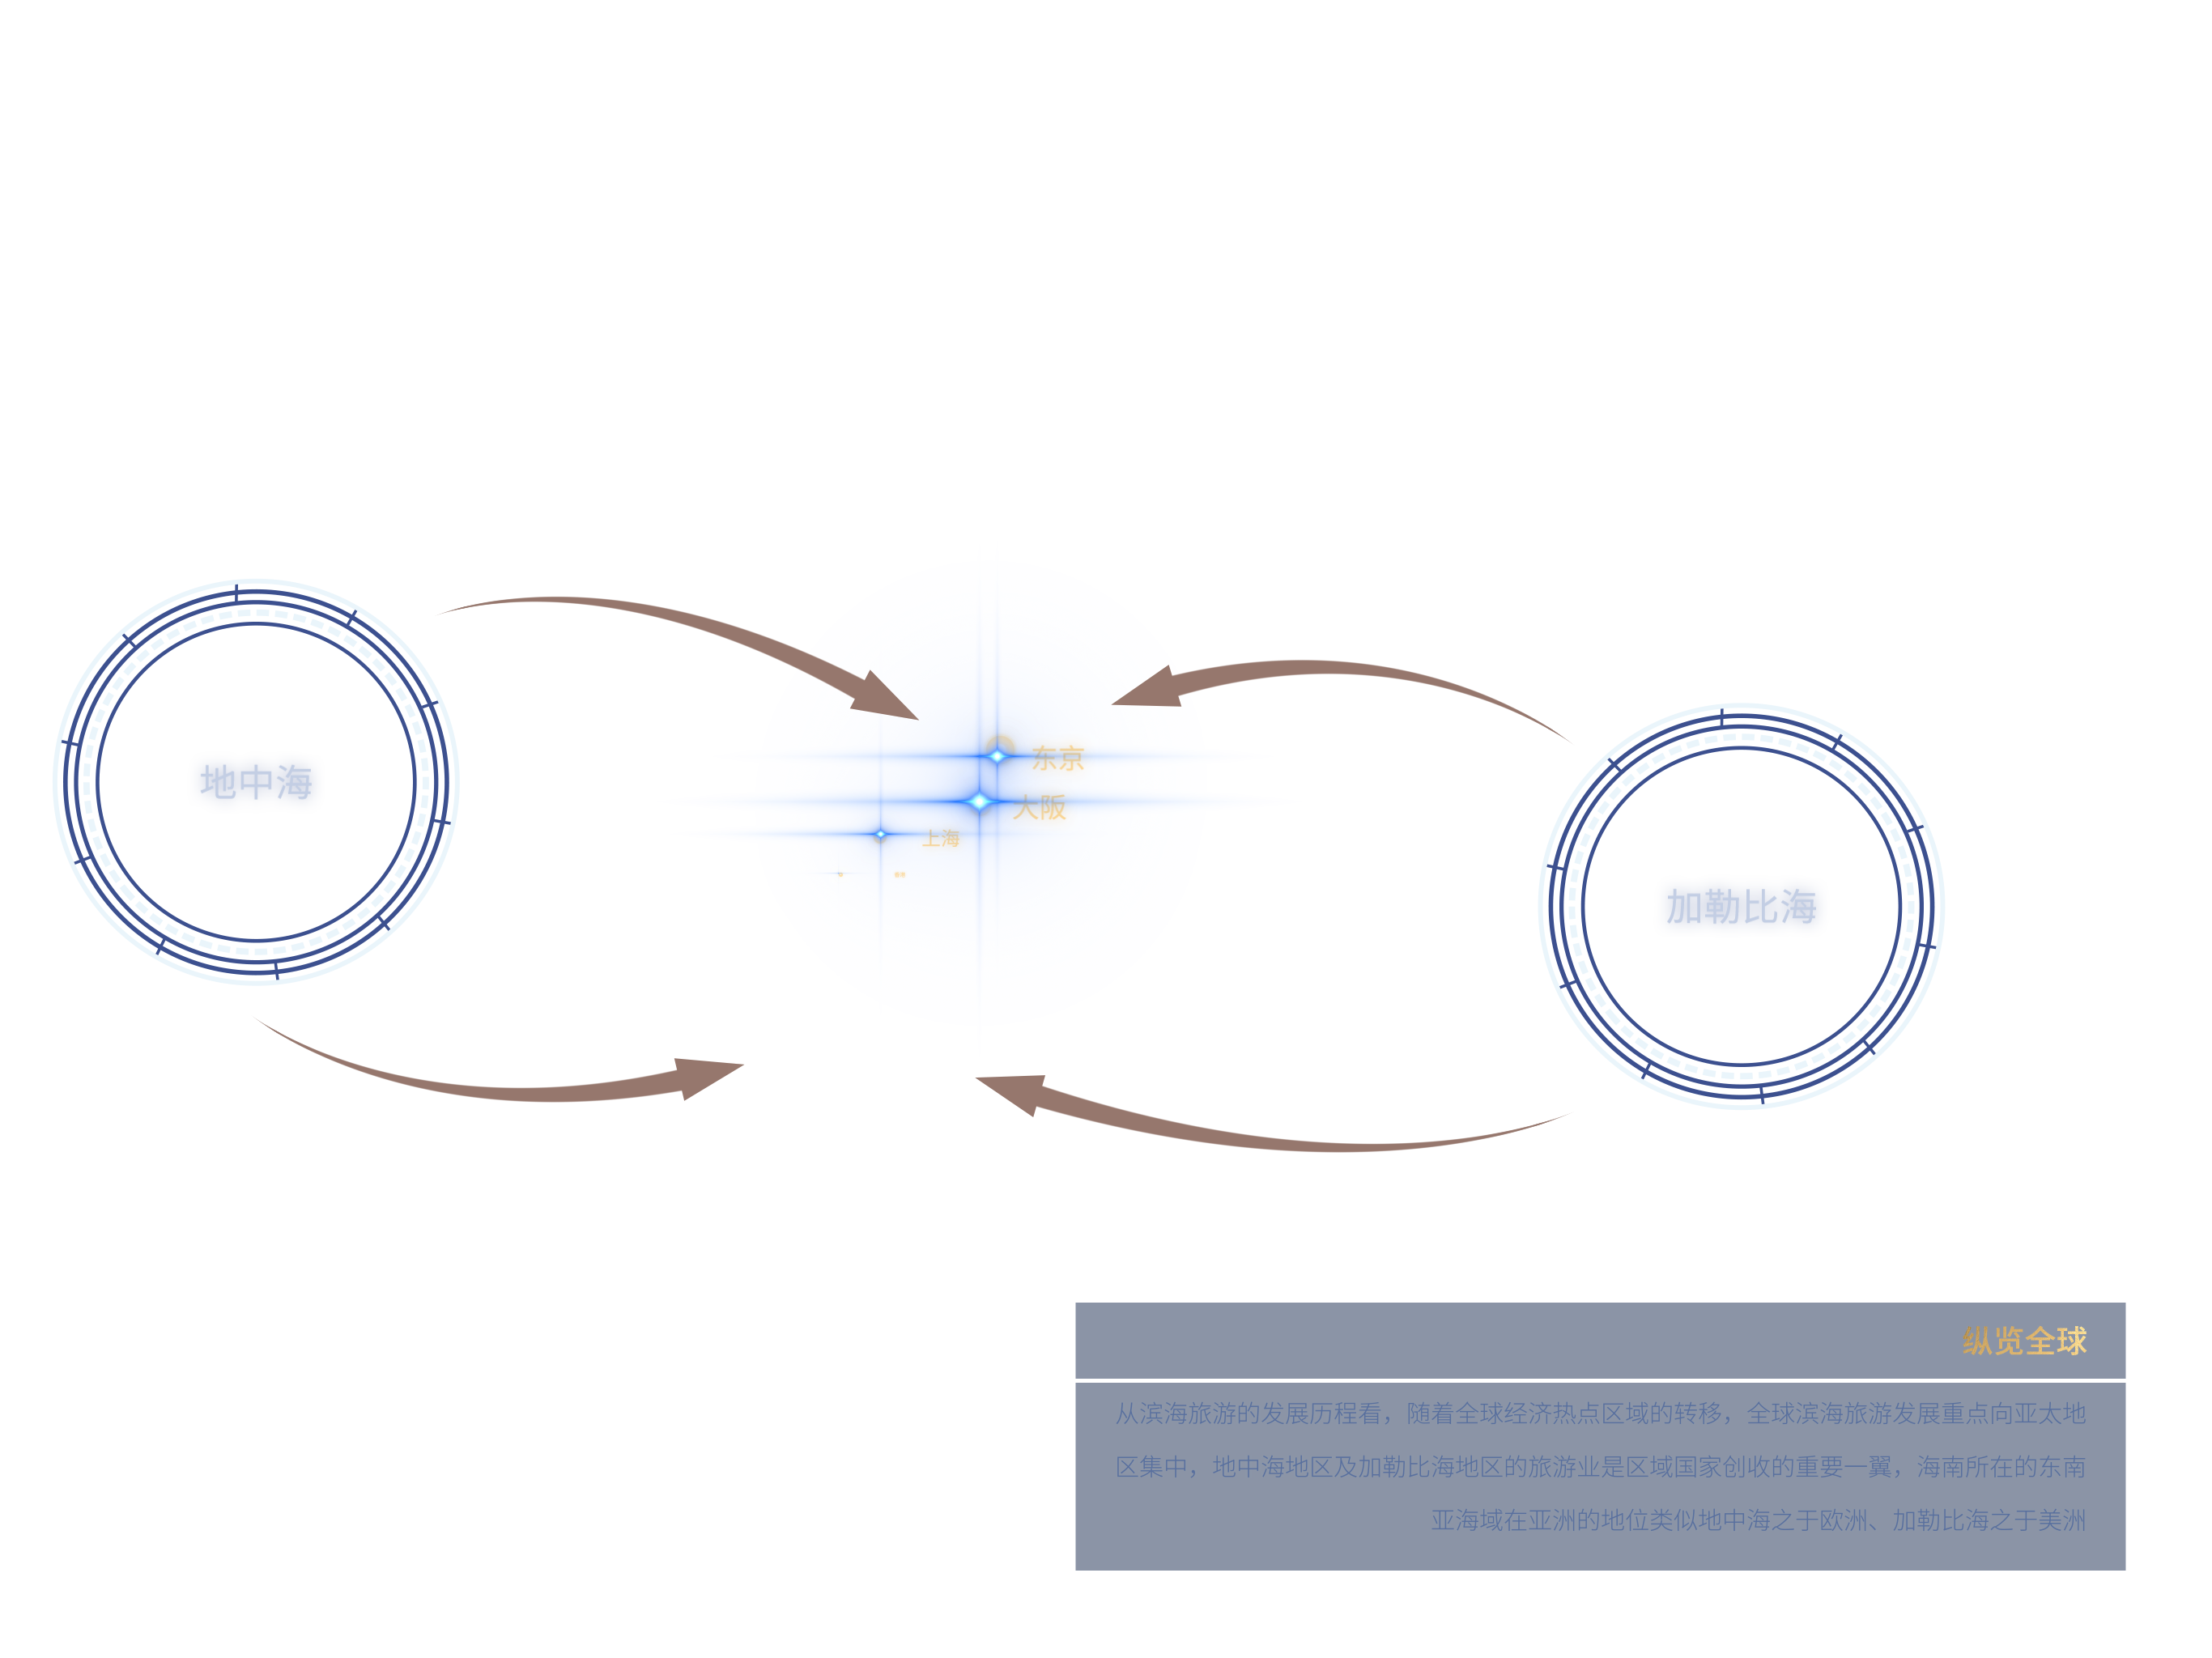 东京
地中海
大阪
上海
加勒比海
纵览全球
从滨海旅游的发展历程看，随着全球经济热点区域的转移，全球滨海旅游发展重点向亚太地
区集中，地中海地区及加勒比海地区的旅游业是区域国家创收的重要一翼，海南所在的东南
亚海域在亚洲的地位类似地中海之于欧洲、加勒比海之于美洲